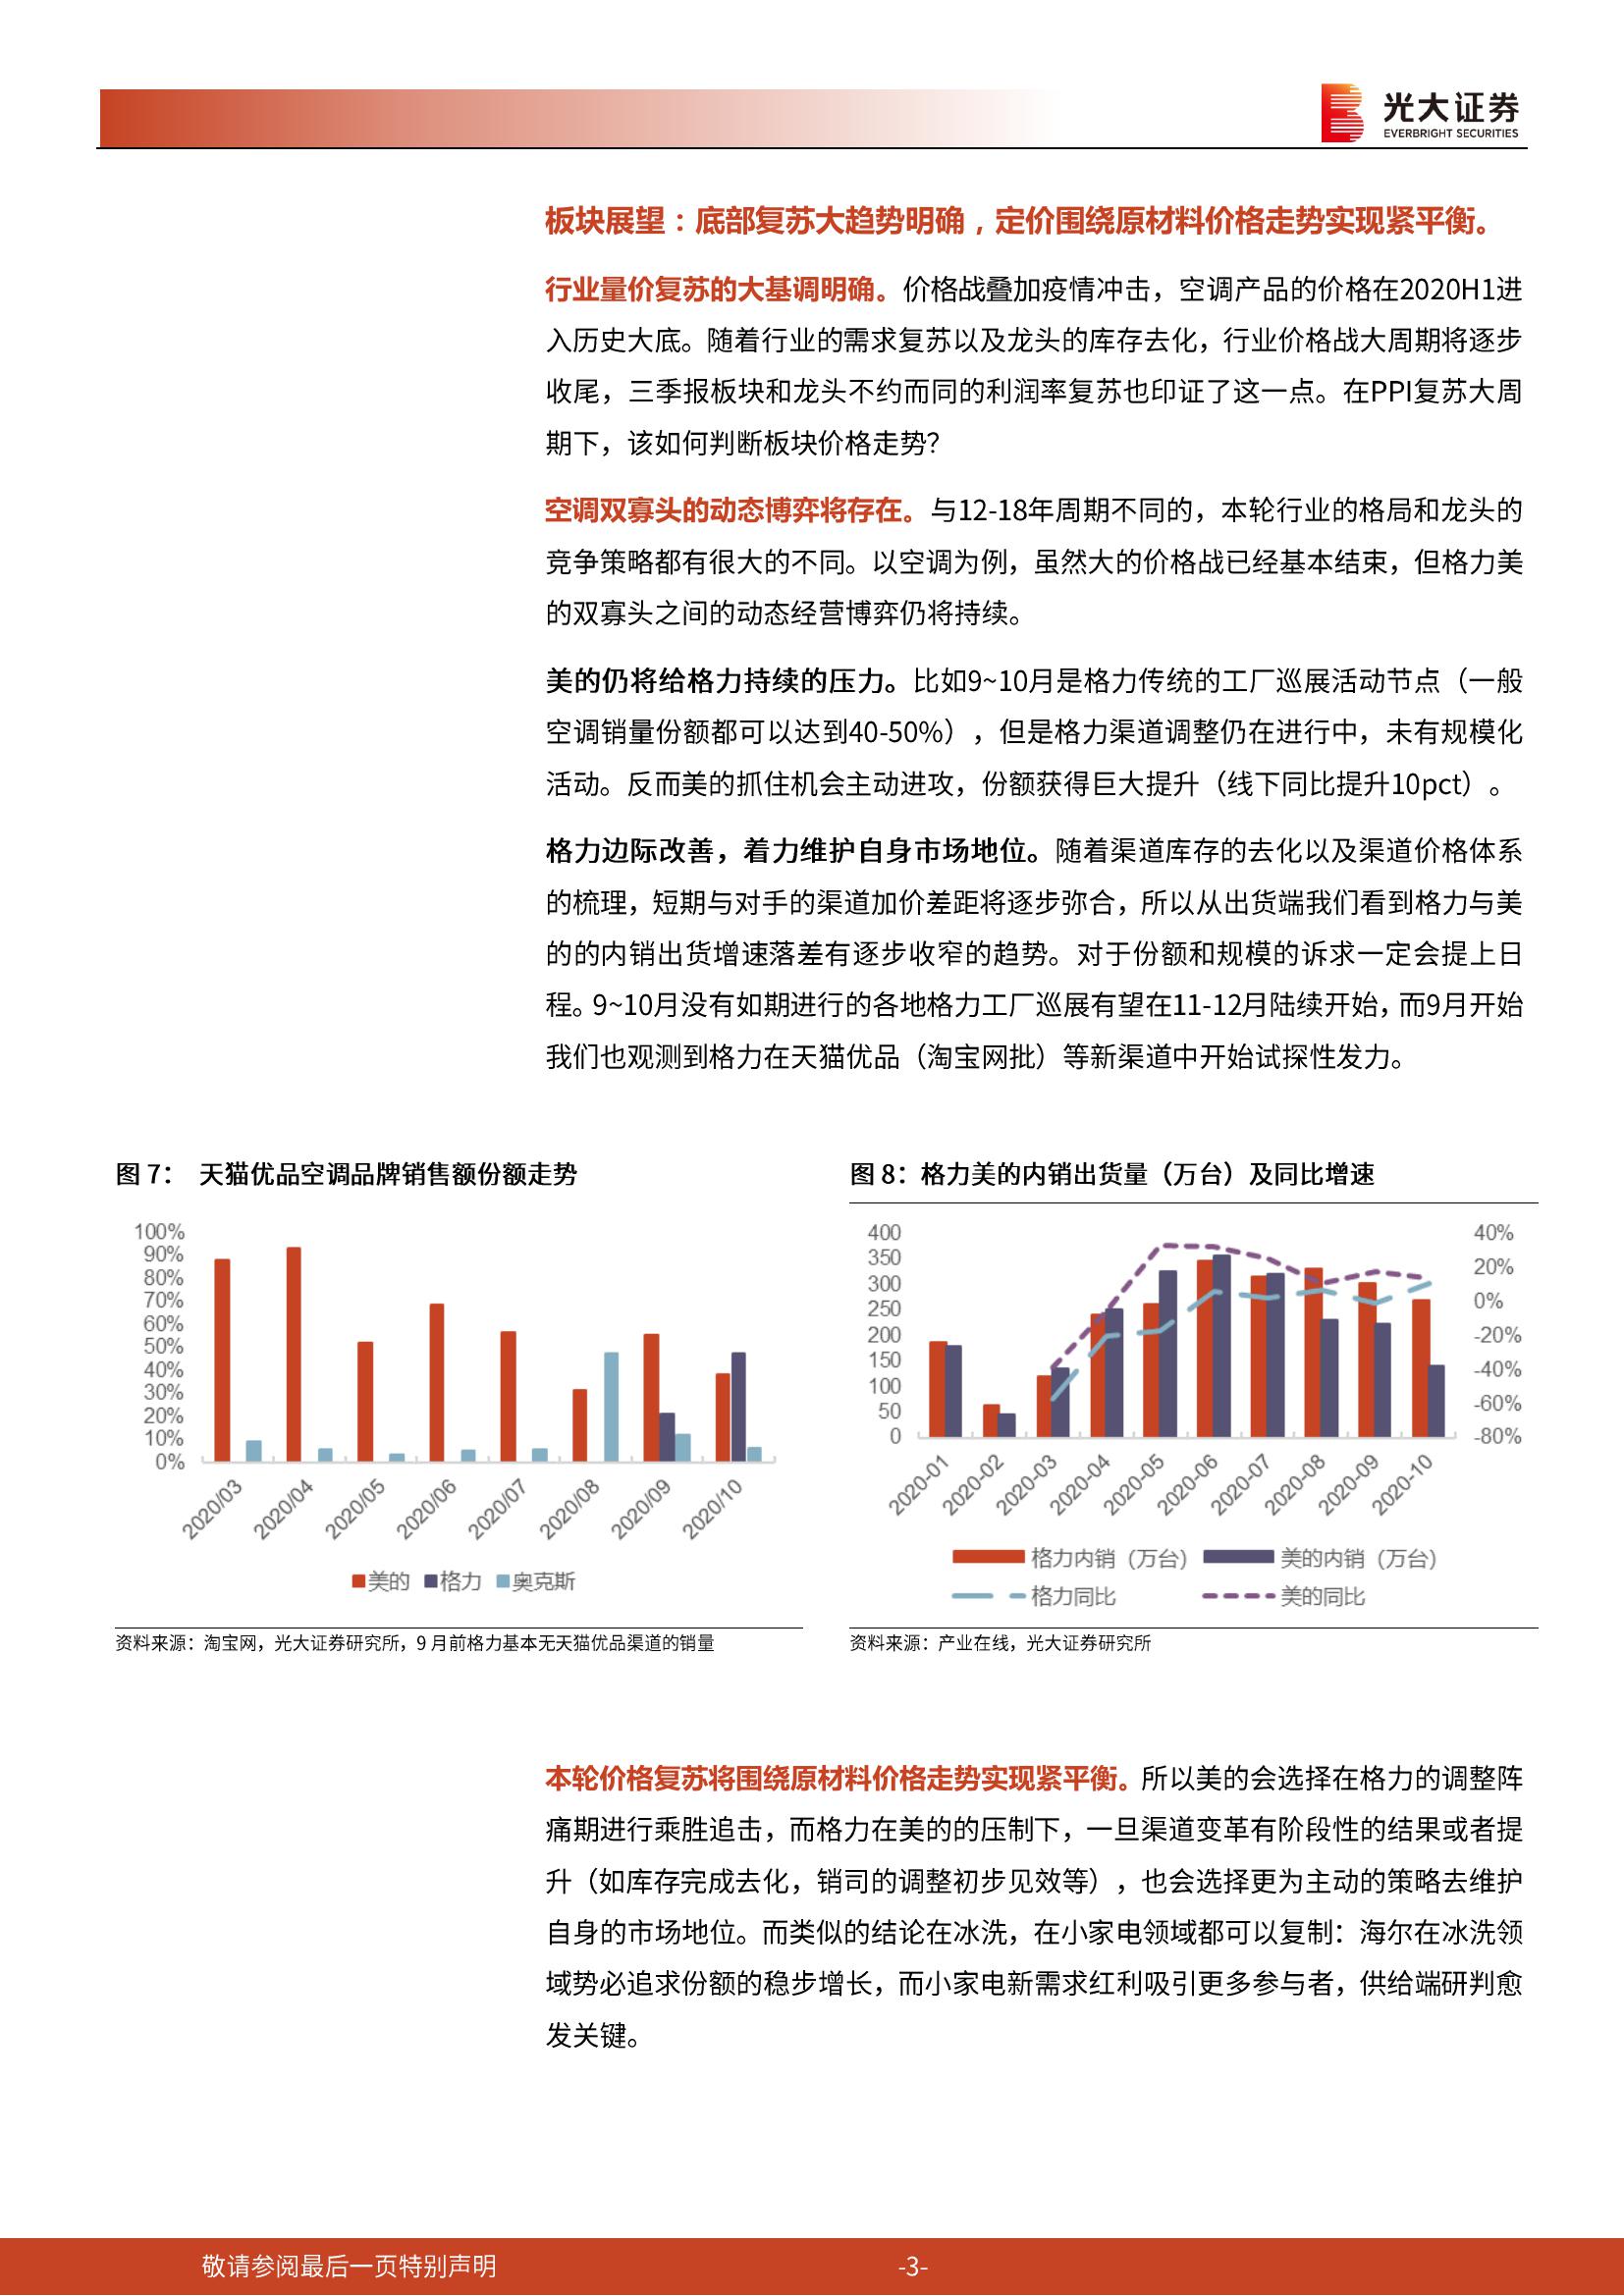 光大证券
EVERBRIGHT SECURITIES
板块展望：底部复苏大趋势明确，定价围绕原材料价格走势实现紧平衡。
行业量价复苏的大基调明确。价格战叠加疫情冲击，空调产品的价格在2020H1进
入历史大底。随着行业的需求复苏以及龙头的库存去化，行业价格战大周期将逐步
收尾，三季报板块和龙头不约而同的利润率复苏也印证了这一点。在PPI复苏大周
期下，该如何判断板块价格走势？
空调双寡头的动态博弈将存在。与12-18年周期不同的，本轮行业的格局和龙头的
竞争策略都有很大的不同。以空调为例，虽然大的价格战已经基本结束，但格力美
的双寡头之间的动态经营博弈仍将持续。
美的仍将给格力持续的压力。比如9~10月是格力传统的工厂巡展活动节点（一般
空调销量份额都可以达到40-50%），但是格力渠道调整仍在进行中，未有规模化
活动。反而美的抓住机会主动进攻，份额获得巨大提升（线下同比提升10pct）。
格力边际改善，着力维护自身市场地位。随着渠道库存的去化以及渠道价格体系
的梳理，短期与对手的渠道加价差距将逐步弥合，所以从出货端我们看到格力与美
的的内销出货增速落差有逐步收窄的趋势。对于份额和规模的诉求一定会提上日
程。9~10月没有如期进行的各地格力工厂巡展有望在11-12月陆续开始，而9月开始
我们也观测到格力在天猫优品（淘宝网批）等新渠道中开始试探性发力。
图 7： 天猫优品空调品牌销售额份额走势
100%
90%
80%
70%
60%
50%
40%
30%
20%
10%
0%
2020/03 2020/04 2020/05 2020/06 2020/07 2020/08 2020/09 2020/10
美的 格力 奥克斯
资料来源：淘宝网，光大证券研究所，9 月前格力基本无天猫优品渠道的销量
图 8：格力美的内销出货量（万台）及同比增速
400
350
300
250
200
150
100
50
0
40%
20%
0%
-20%
-40%
-60%
-80%
2020-01 2020-02 2020-03 2020-04 2020-05 2020-06 2020-07 2020-08 2020-09 2020-10
格力内销（万台） 美的内销（万台）
格力同比 美的同比
资料来源：产业在线，光大证券研究所
本轮价格复苏将围绕原材料价格走势实现紧平衡。所以美的会选择在格力的调整阵
痛期进行乘胜追击，而格力在美的的压制下，一旦渠道变革有阶段性的结果或者提
升（如库存完成去化，销司的调整初步见效等），也会选择更为主动的策略去维护
自身的市场地位。而类似的结论在冰洗，在小家电领域都可以复制：海尔在冰洗领
域势必追求份额的稳步增长，而小家电新需求红利吸引更多参与者，供给端研判愈
发关键。
敬请参阅最后一页特别声明
-3-